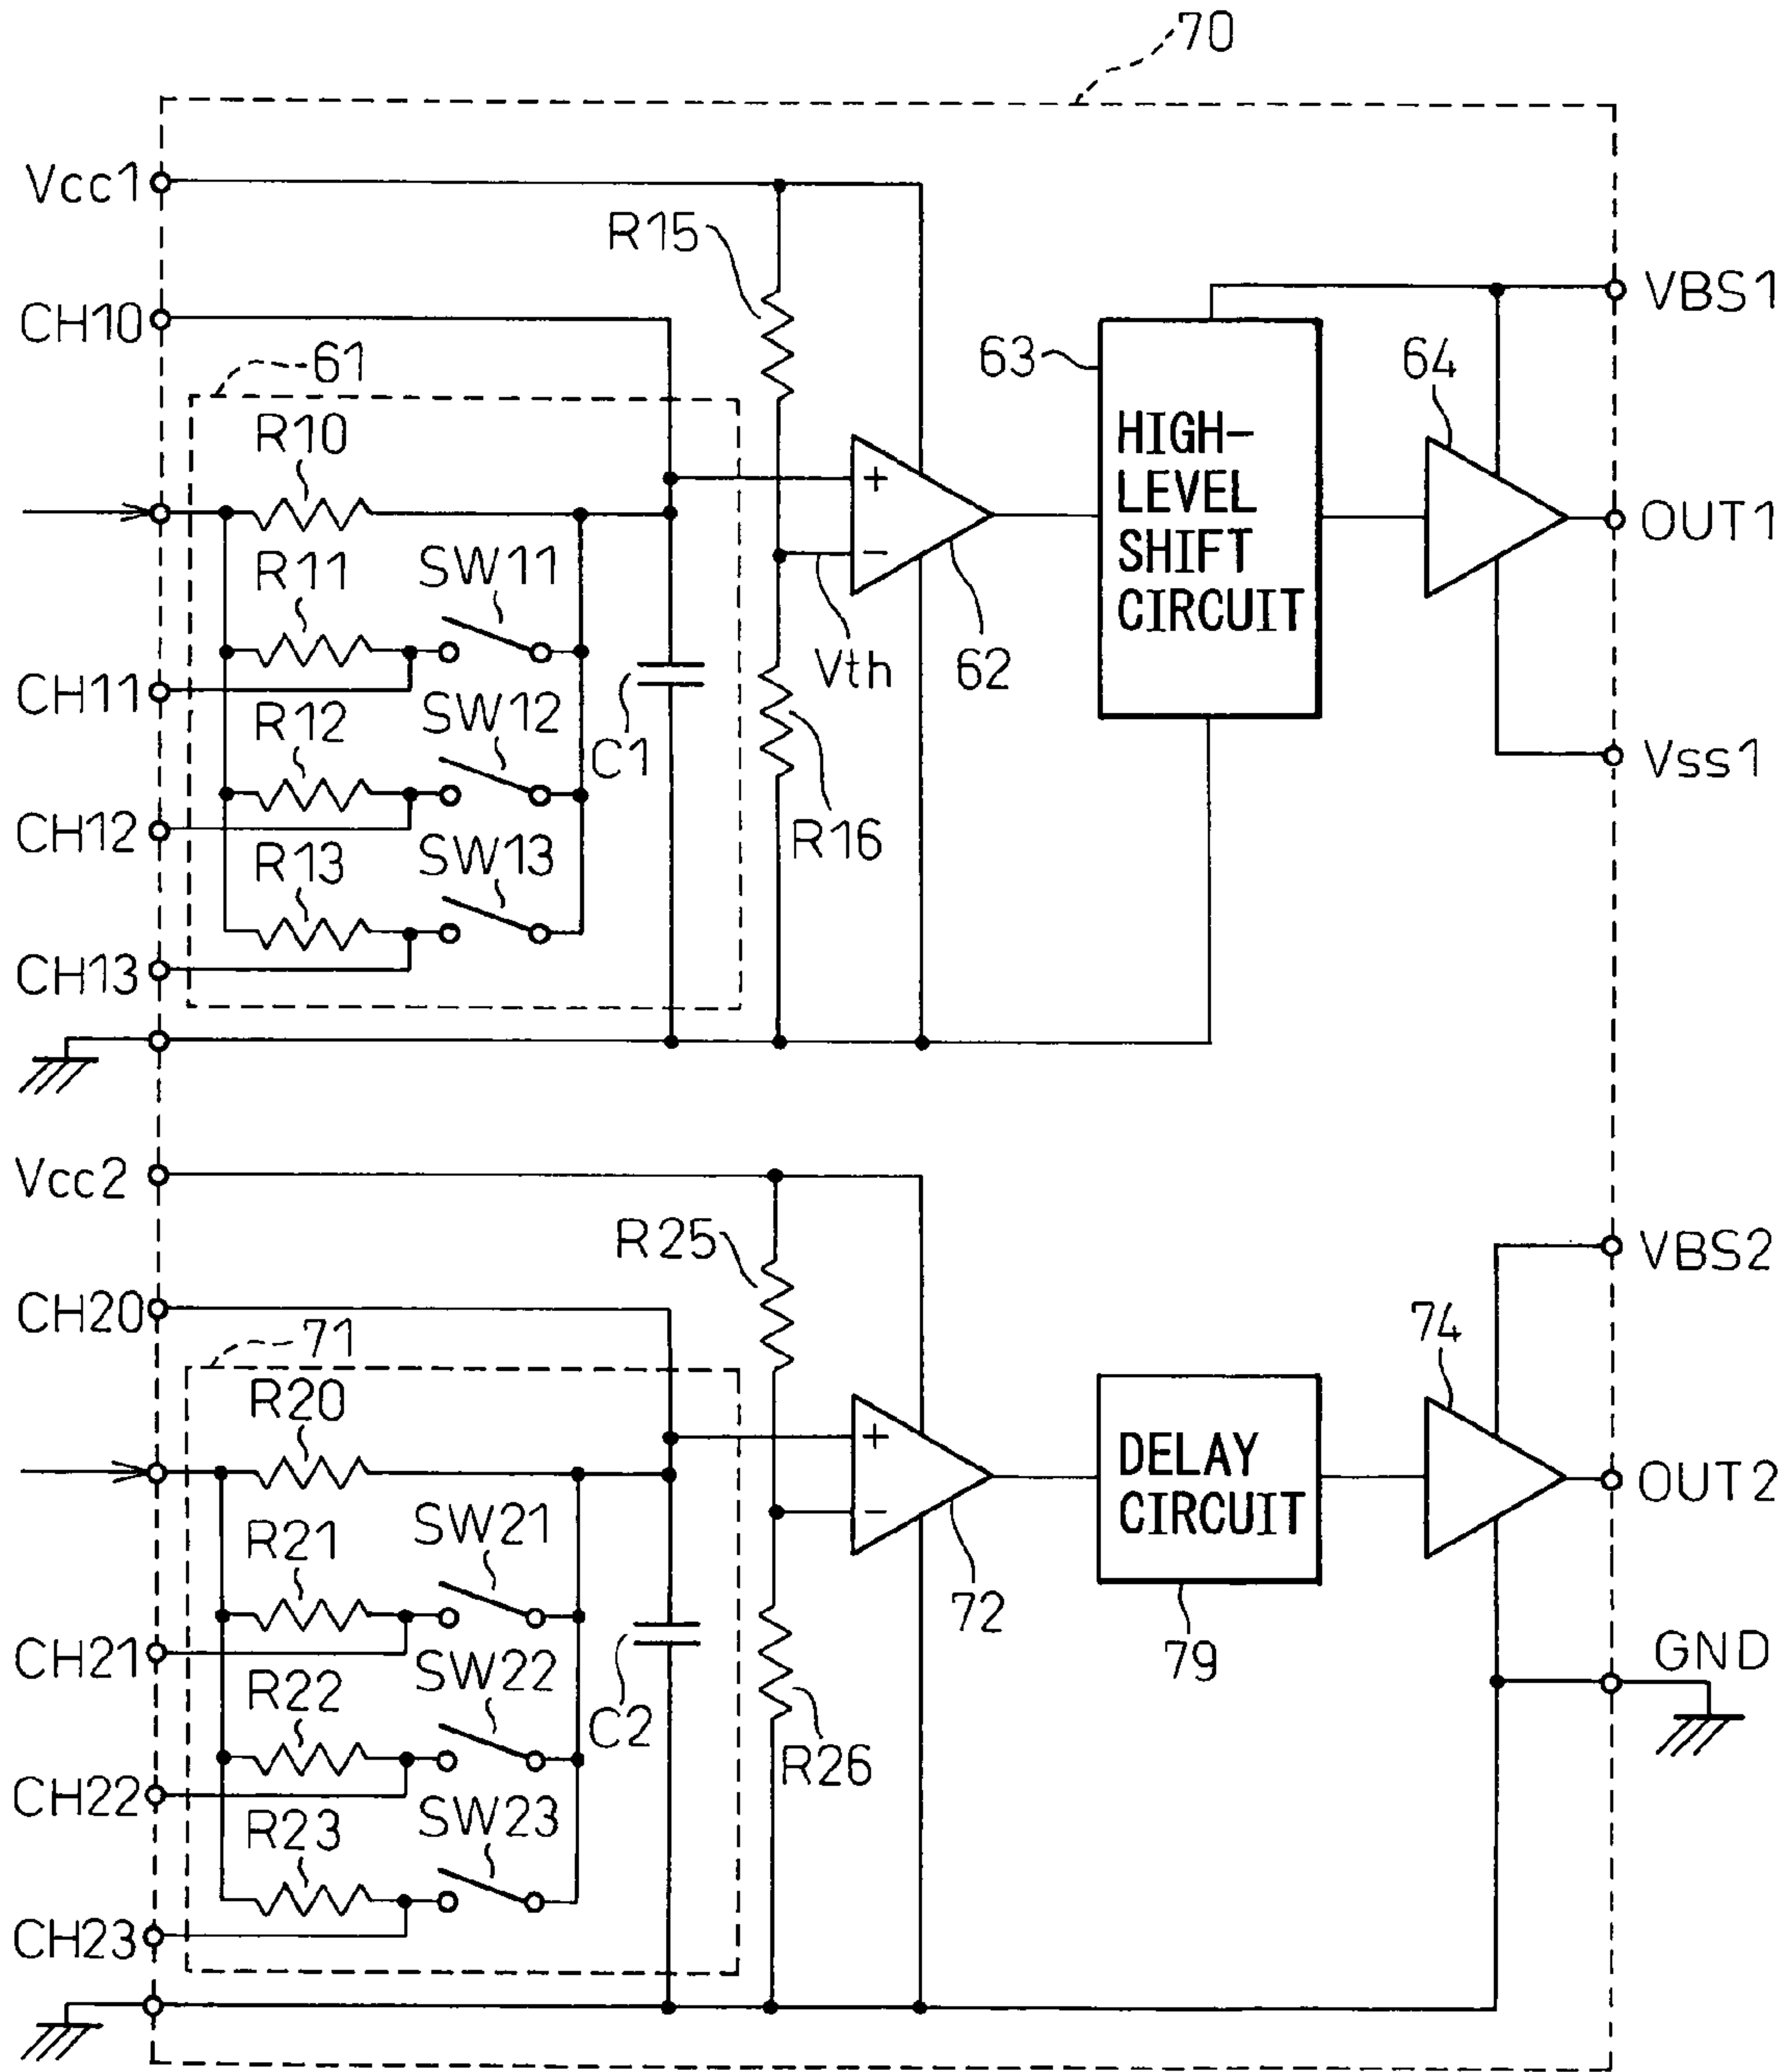 70
Vcc1
R15
CH10
VBS1
61
63
64
R10
HIGH-
LEVEL
SHIFT
CIRCUIT
+
−
OUT1
R11
SW11
Vth
62
CH11
R12
SW12
C1
Vss1
CH12
R13
SW13
R16
CH13
Vcc2
R25
VBS2
CH20
71
74
R20
DELAY
CIRCUIT
+
−
OUT2
R21
SW21
72
79
CH21
R22
SW22
C2
GND
R26
CH22
R23
SW23
CH23